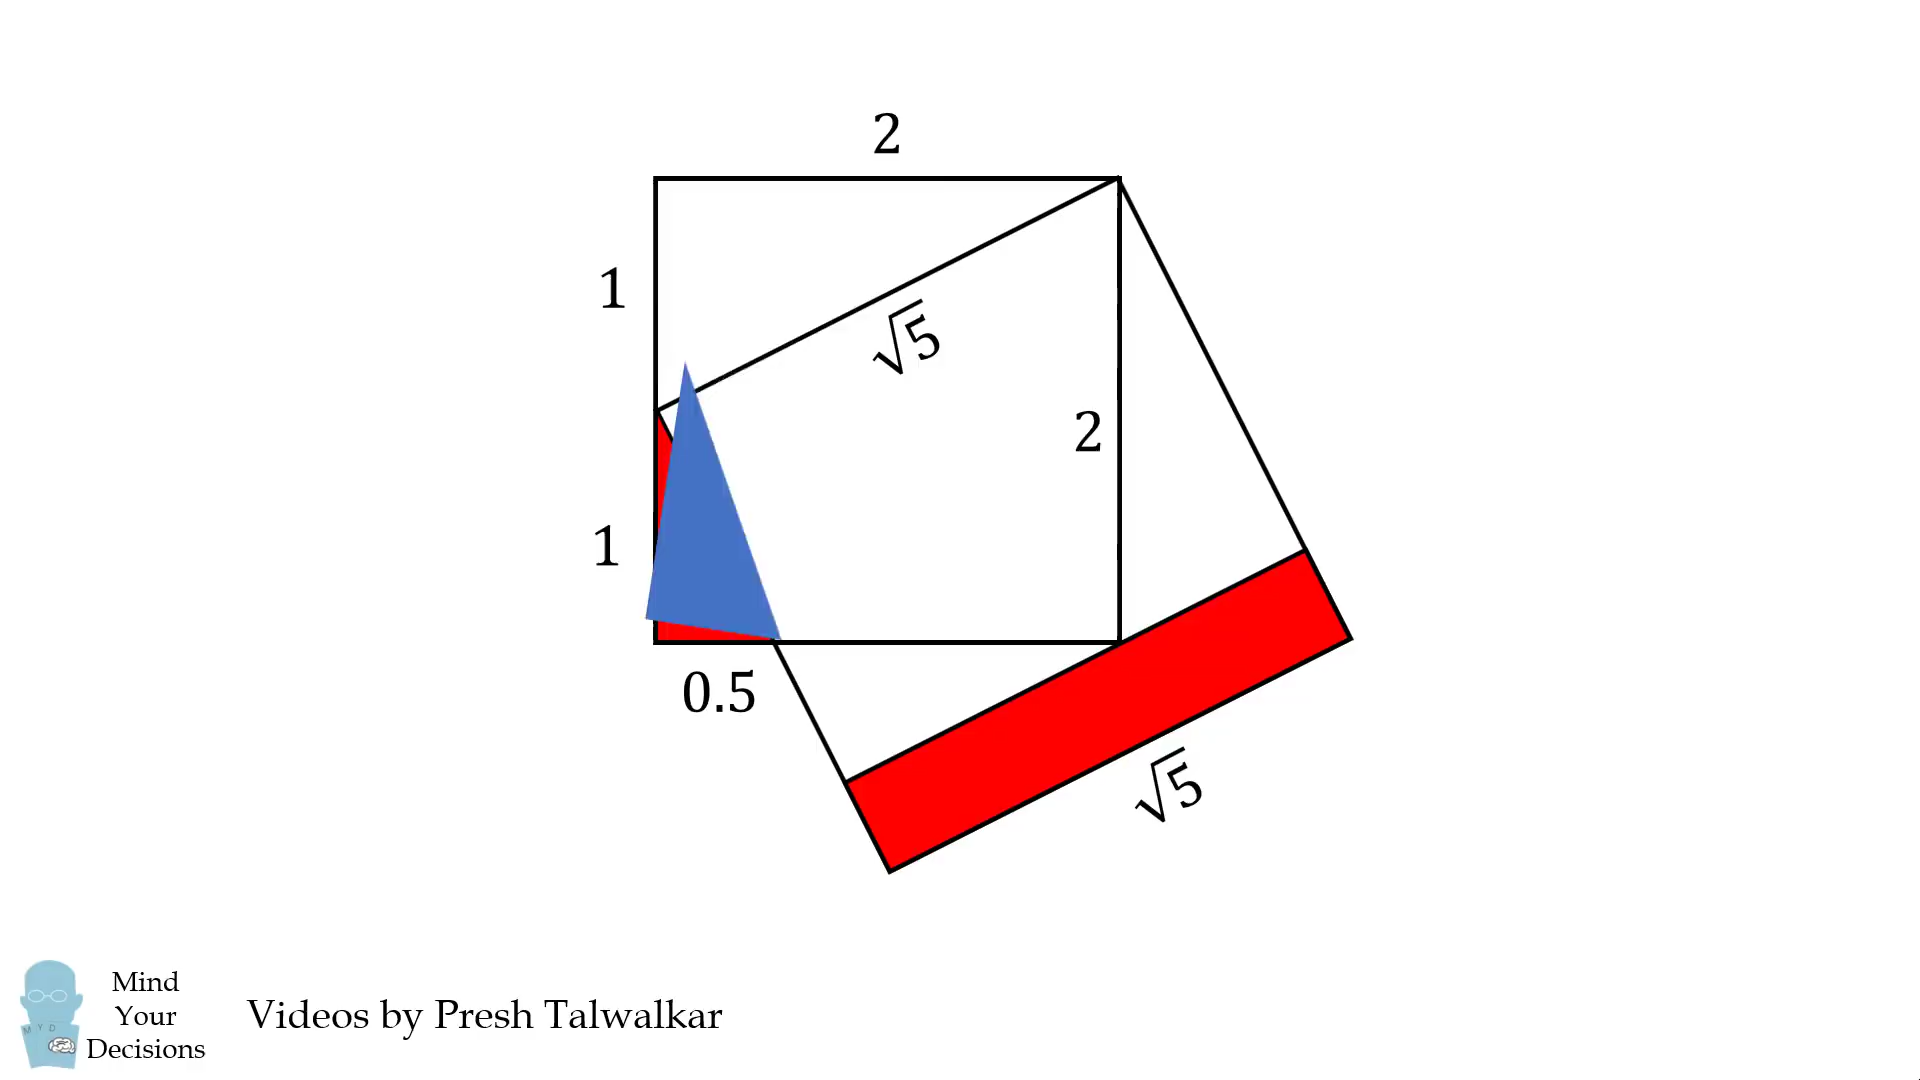 2
1
√5
2
1
0.5
√5
Mind
Your
Decisions
M Y D
Videos by Presh Talwalkar